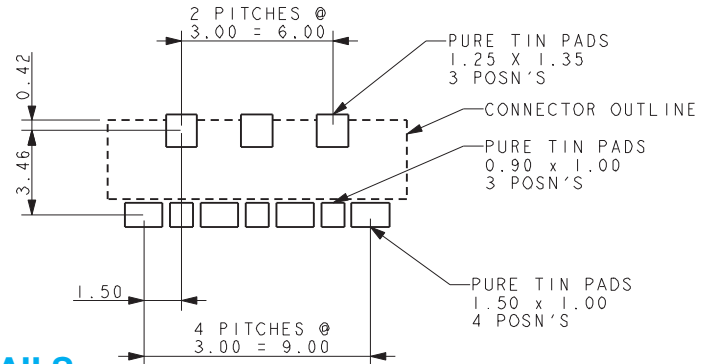 2 PITCHES @
3.00 = 6.00
PURE TIN PADS
1.25 X 1.35
3 POSN'S
0.42
CONNECTOR OUTLINE
PURE TIN PADS
0.90 x 1.00
3 POSN'S
3.46
PURE TIN PADS
1.50 x 1.00
4 POSN'S
1.50
4 PITCHES @
3.00 = 9.00